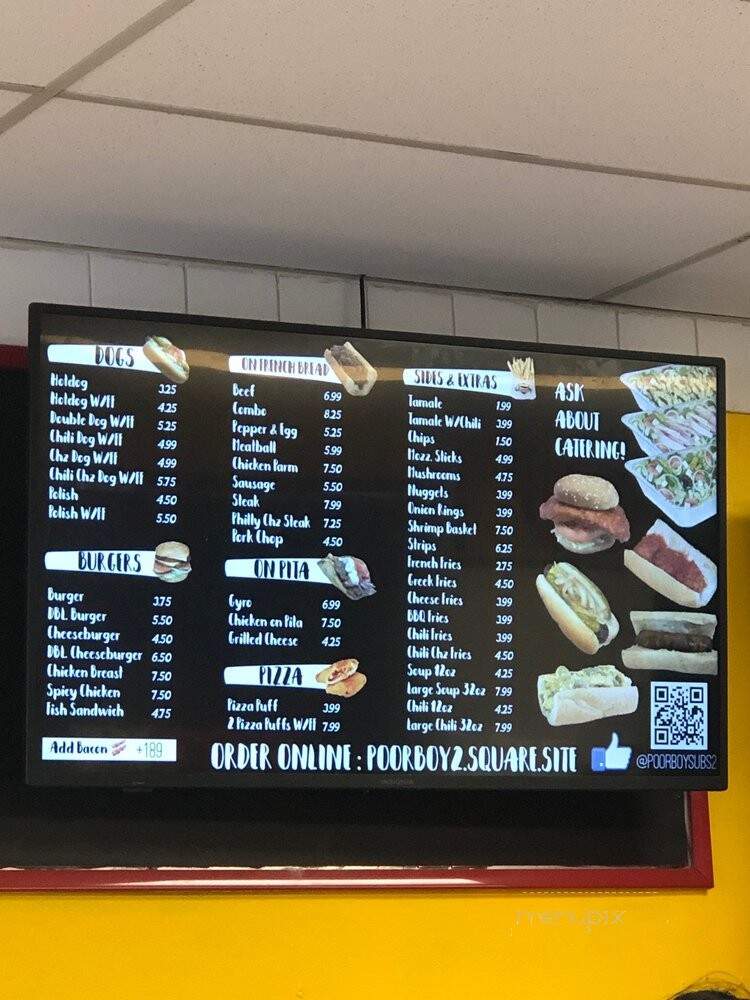 DOGS
Hotdog 3.25
Hotdog W/FF 4.25
Double Dog W/FF 5.25
Chili Dog W/FF 4.99
Chz Dog W/FF 4.99
Chili Chz Dog W/FF 5.75
Polish 4.50
Polish W/FF 5.50
BURGERS
Burger 3.75
DBL Burger 5.50
Cheeseburger 4.50
DBL Cheeseburger 6.50
Chicken Breast 7.50
Spicy Chicken 7.50
Fish Sandwich 4.75
Add Bacon +1.89
ON FRENCH BREAD
Beef 6.99
Combo 8.25
Pepper & Egg 5.25
Meatball 5.99
Chicken Parm 7.50
Sausage 5.50
Steak 7.99
Philly Chz Steak 7.25
Pork Chop 4.50
ON PITA
Gyro 6.99
Chicken on Pita 7.50
Grilled Cheese 4.25
PIZZA
Pizza Puff 3.99
2 Pizza Puffs W/FF 7.99
SIDES & EXTRAS
Tamale 1.99
Tamale W/Chili 3.99
Chips 1.50
Mozz. Sticks 4.99
Mushrooms 4.75
Nuggets 3.99
Onion Rings 3.99
Shrimp Basket 7.50
Strips 6.25
French Fries 2.75
Greek Fries 4.50
Cheese Fries 3.99
BBQ Fries 3.99
Chili Fries 3.99
Chili Chz Fries 4.50
Soup 12oz 4.25
Large Soup 32oz 7.99
Chili 12oz 4.25
Large Chili 32oz 7.99
ASK
ABOUT
CATERING!
ORDER ONLINE : POORBOY2.SQUARE.SITE
@POORBOYSUBS2
INSIGNIA
menupix